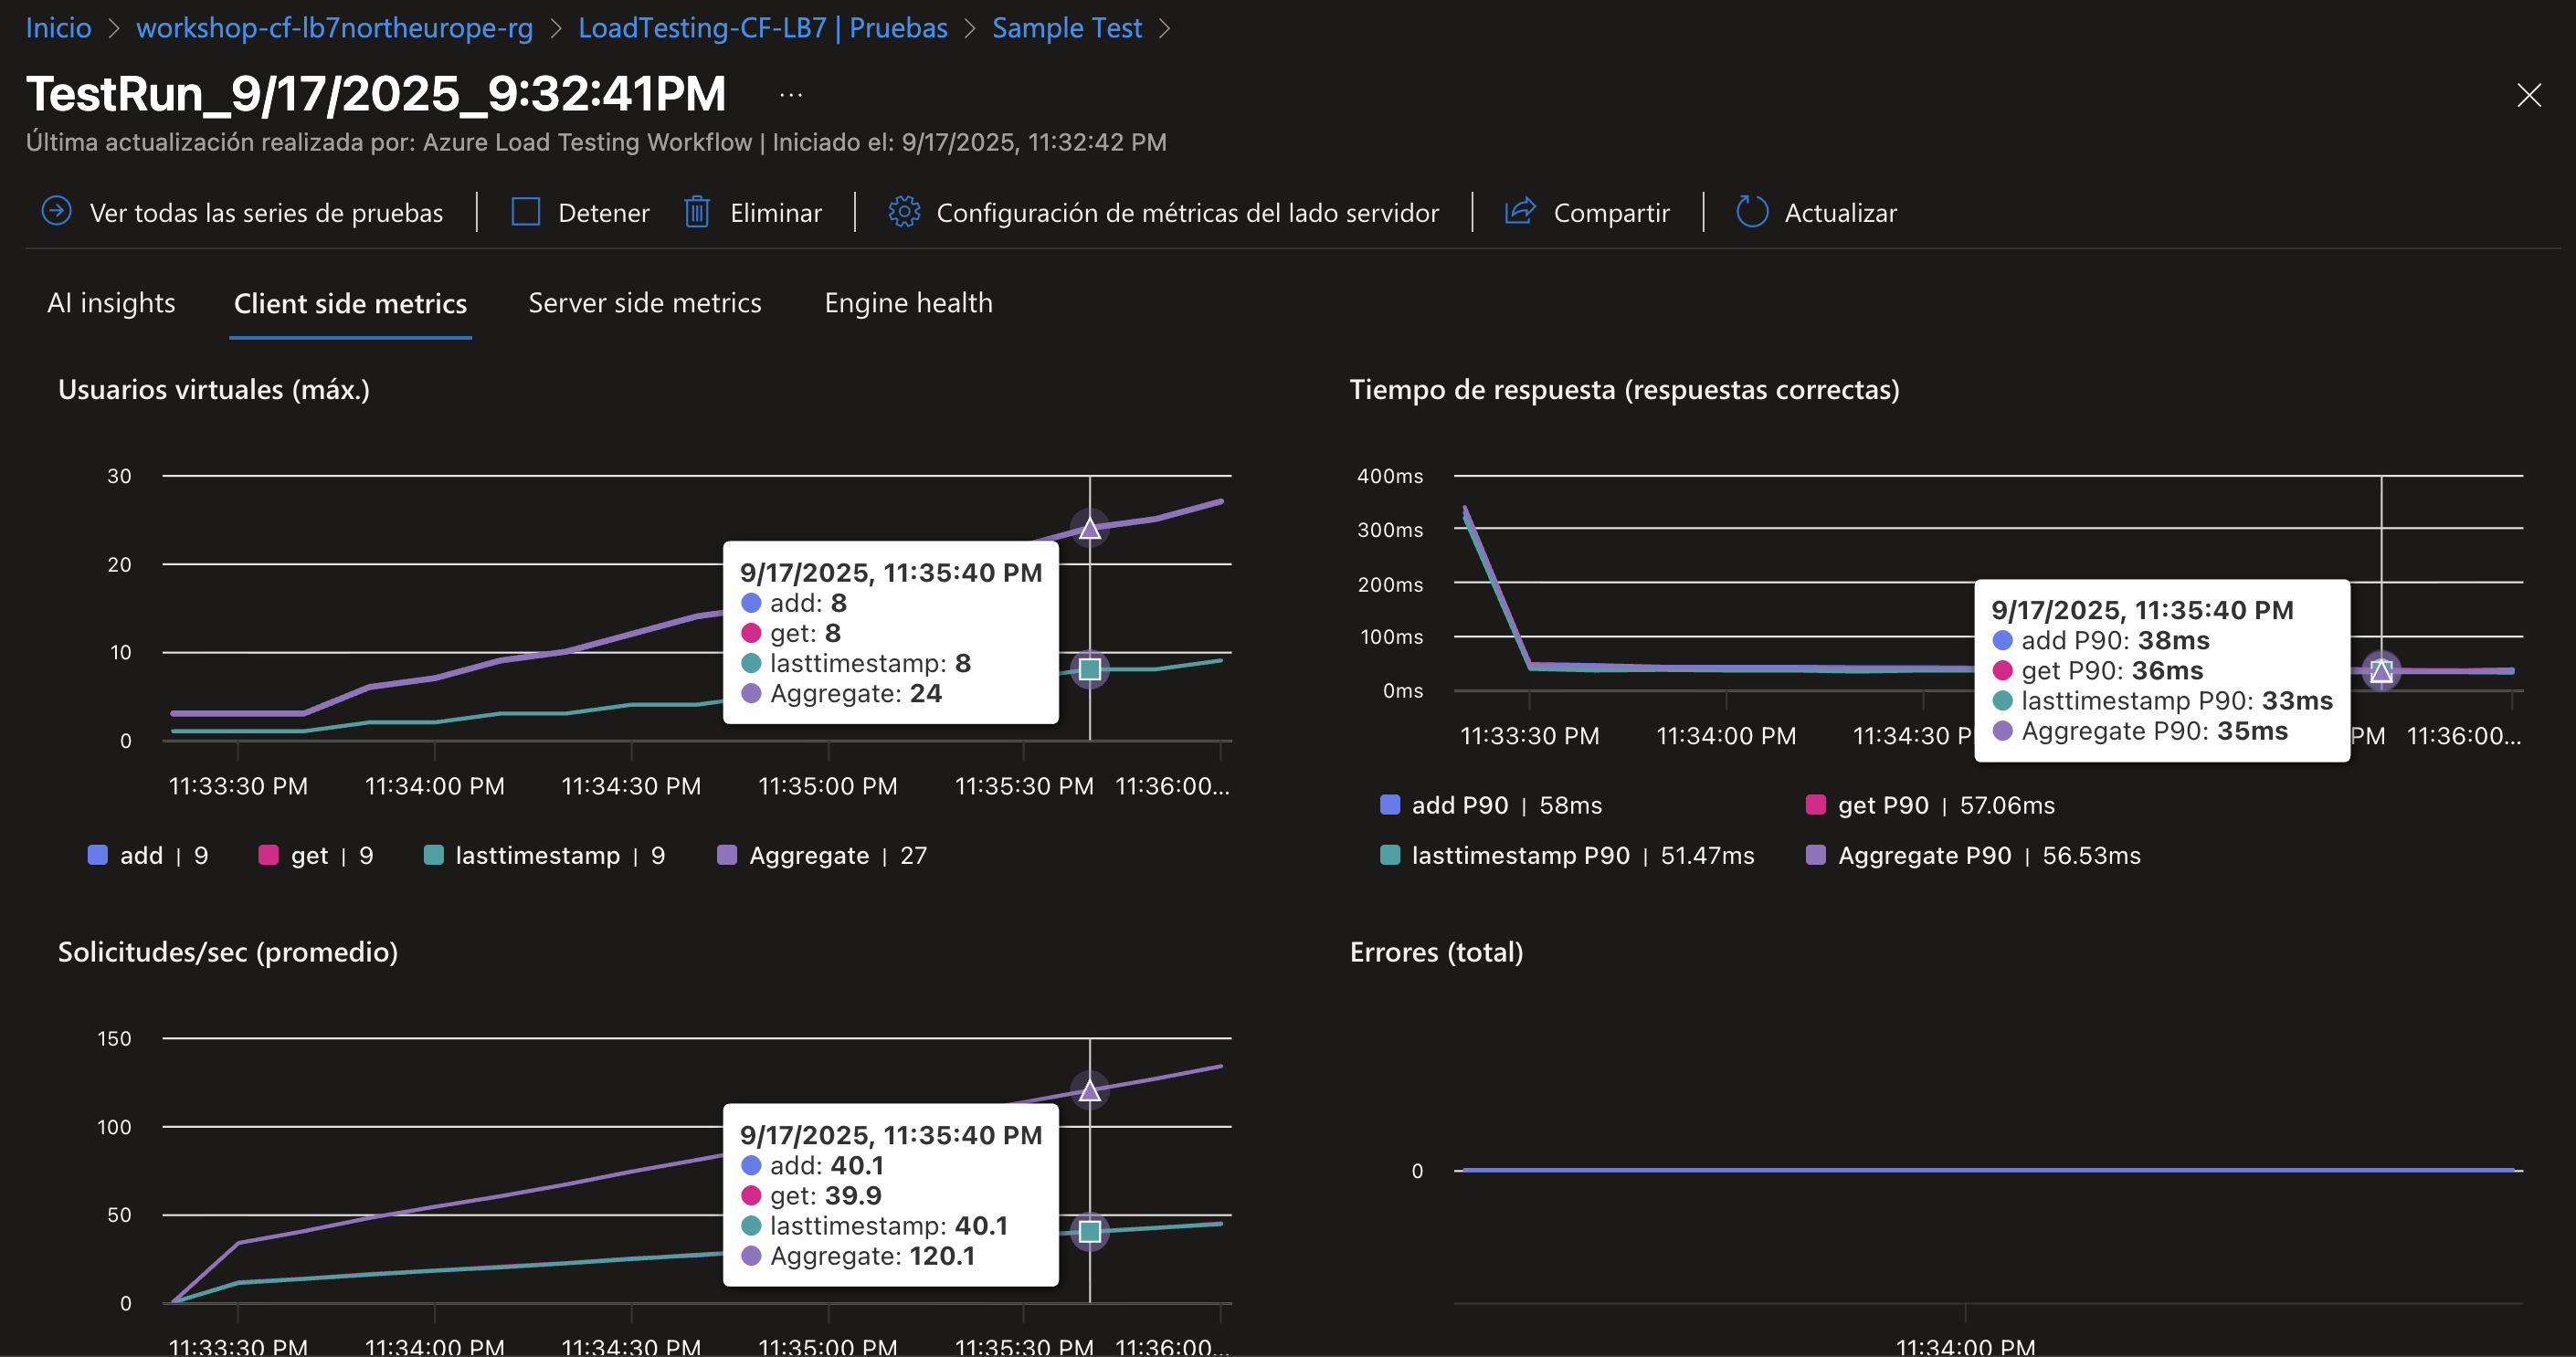 Inicio > workshop-cf-lb7northeurope-rg > LoadTesting-CF-LB7 | Pruebas > Sample Test >
TestRun_9/17/2025_9:32:41PM ...
Última actualización realizada por: Azure Load Testing Workflow | Iniciado el: 9/17/2025, 11:32:42 PM
Ver todas las series de pruebas | Detener Eliminar | Configuración de métricas del lado servidor | Compartir | Actualizar
AI insights Client side metrics Server side metrics Engine health
Usuarios virtuales (máx.)
30
20
10
0
9/17/2025, 11:35:40 PM
add: 8
get: 8
lasttimestamp: 8
Aggregate: 24
11:33:30 PM 11:34:00 PM 11:34:30 PM 11:35:00 PM 11:35:30 PM 11:36:00...
add | 9 get | 9 lasttimestamp | 9 Aggregate | 27
Tiempo de respuesta (respuestas correctas)
400ms
300ms
200ms
100ms
0ms
9/17/2025, 11:35:40 PM
add P90: 38ms
get P90: 36ms
lasttimestamp P90: 33ms
Aggregate P90: 35ms
11:33:30 PM 11:34:00 PM 11:34:30 P PM 11:36:00...
add P90 | 58ms get P90 | 57.06ms
lasttimestamp P90 | 51.47ms Aggregate P90 | 56.53ms
Solicitudes/sec (promedio)
150
100
50
0
9/17/2025, 11:35:40 PM
add: 40.1
get: 39.9
lasttimestamp: 40.1
Aggregate: 120.1
11:33:30 PM 11:34:00 PM 11:34:30 PM 11:35:00 PM 11:35:30 PM 11:36:00...
Errores (total)
0
11:34:00 PM